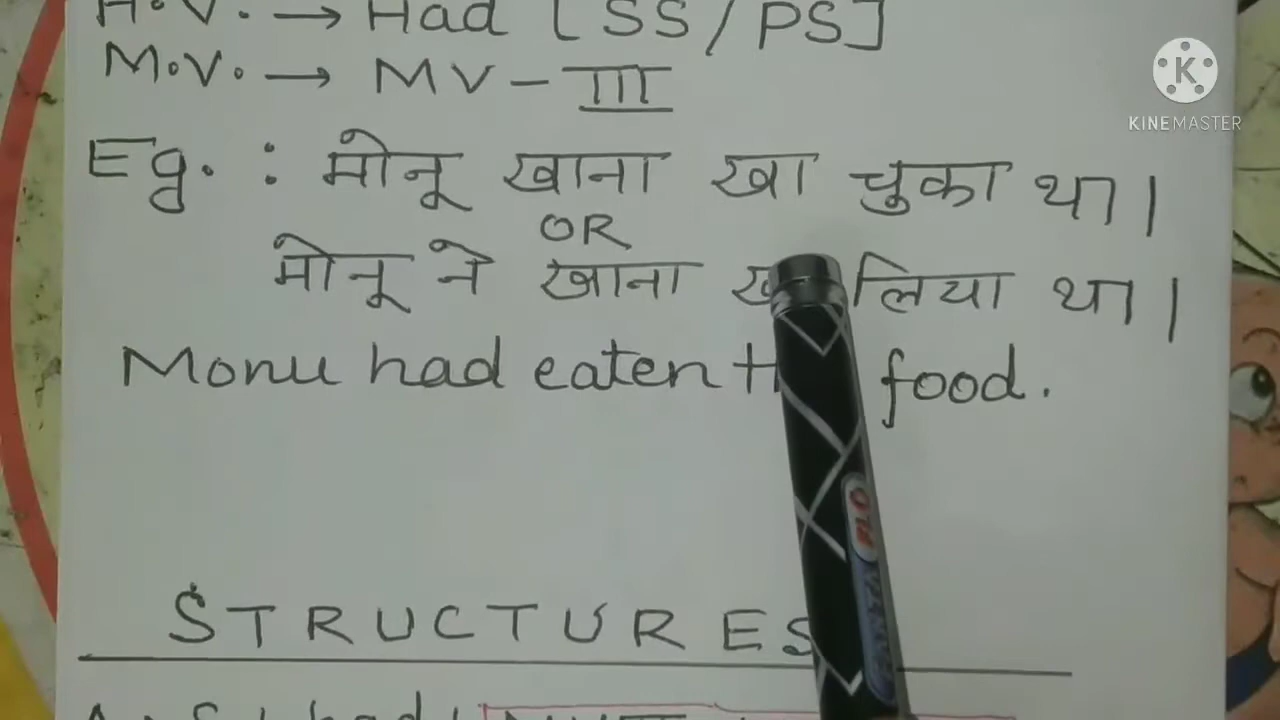 H.V. → Had [SS/PS]
M.V. → MV - III
KINEMASTER
Eg. : मोनू खाना खा चुका था।
OR
मोनू ने खाना लिया था।
Monu had eaten food.
STRUCTURES